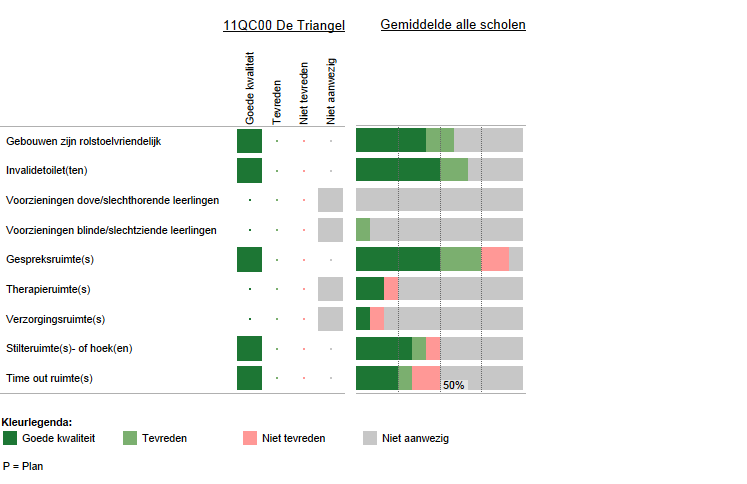 11QC00 De Triangel
Gemiddelde alle scholen
Goede kwaliteit
Tevreden
Niet tevreden
Niet aanwezig
Gebouwen zijn rolstoelvriendelijk
Invalidetoilet(ten)
Voorzieningen dove/slechthorende leerlingen
Voorzieningen blinde/slechtziende leerlingen
Gespreksruimte(s)
Therapieruimte(s)
Verzorgingsruimte(s)
Stilteruimte(s)- of hoek(en)
Time out ruimte(s)
50%
Kleurlegenda:
Goede kwaliteit
Tevreden
Niet tevreden
Niet aanwezig
P = Plan